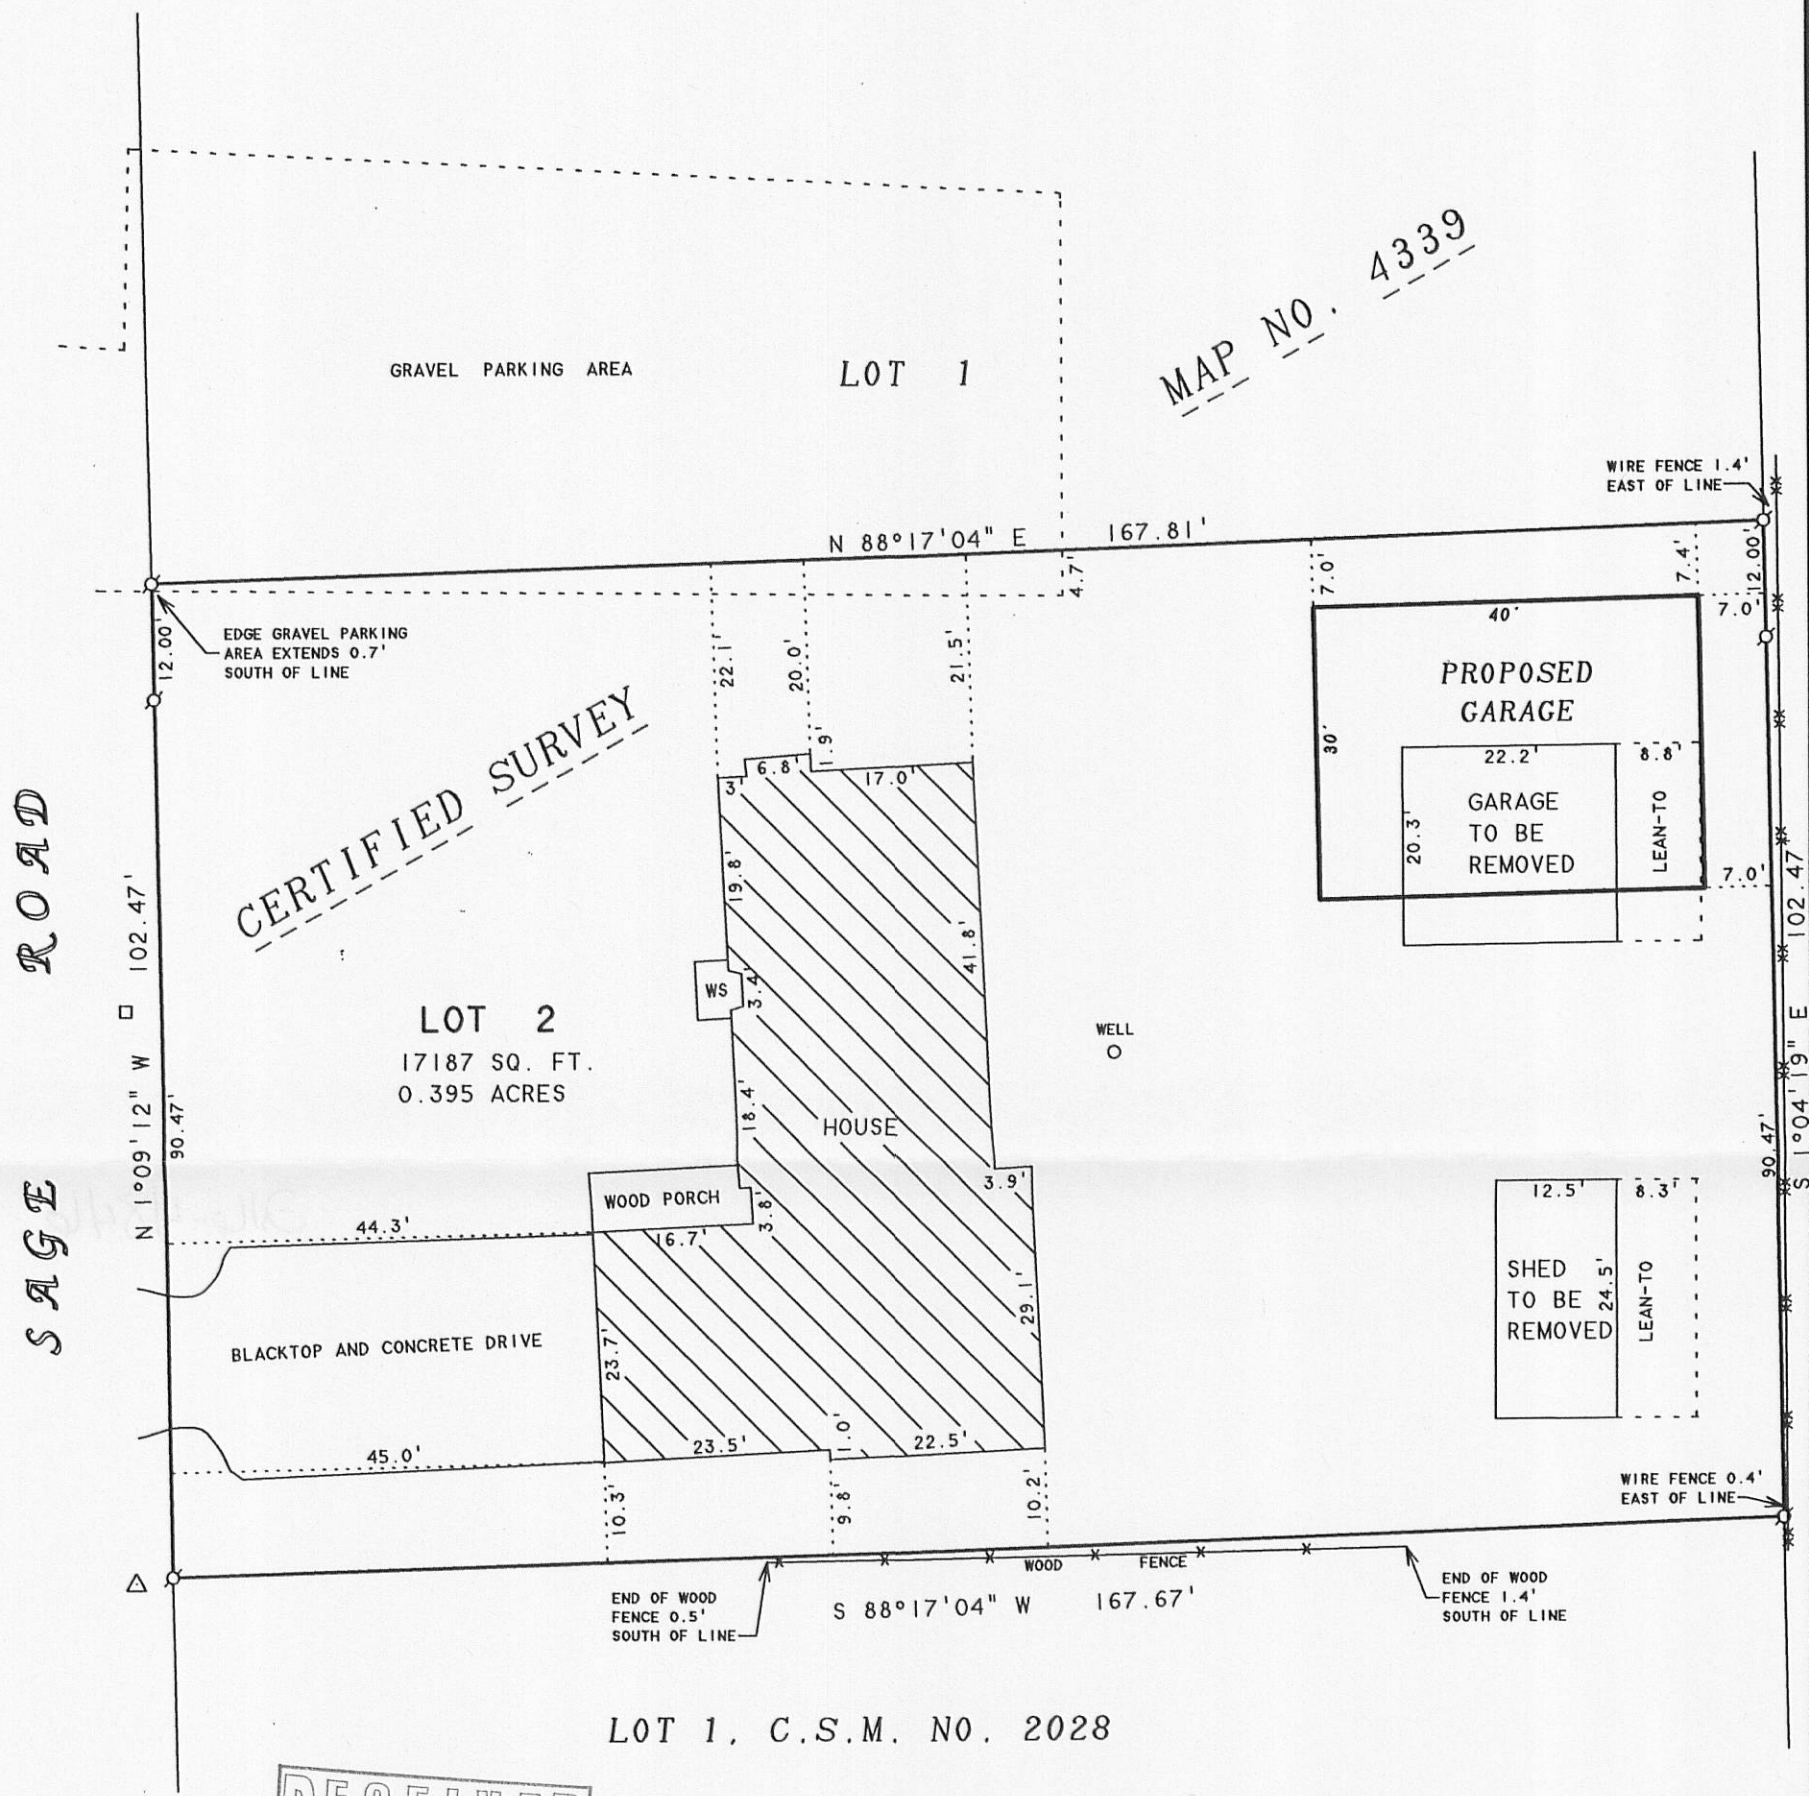 GRAVEL PARKING AREA
LOT 1
MAP NO. 4339
WIRE FENCE 1.4'
EAST OF LINE
N 88°17'04" E 167.81'
4.7'
7.0'
7.4'
12.00'
7.0'
EDGE GRAVEL PARKING
AREA EXTENDS 0.7'
SOUTH OF LINE
12.00'
22.1'
20.0'
21.5'
40'
PROPOSED
GARAGE
30'
CERTIFIED SURVEY
1.9'
6.8'
3'
17.0'
22.2'
8.8'
GARAGE
TO BE
REMOVED
20.3'
LEAN-TO
7.0'
19.8'
41.8'
SAGE ROAD
N 1°09'12" W 102.47'
90.47'
WS
3.4'
LOT 2
17187 SQ. FT.
0.395 ACRES
WELL
18.4'
HOUSE
S 1°04'19" E 102.47'
90.47'
WOOD PORCH
3.8'
3.9'
16.7'
44.3'
12.5'
8.3'
SHED
TO BE
REMOVED
24.5'
LEAN-TO
BLACKTOP AND CONCRETE DRIVE
23.7'
29.1'
45.0'
23.5'
1.0'
22.5'
10.3'
9.8'
10.2'
WIRE FENCE 0.4'
EAST OF LINE
WOOD FENCE
END OF WOOD
FENCE 0.5'
SOUTH OF LINE
S 88°17'04" W 167.67'
END OF WOOD
FENCE 1.4'
SOUTH OF LINE
LOT 1, C.S.M. NO. 2028
RECEIVED